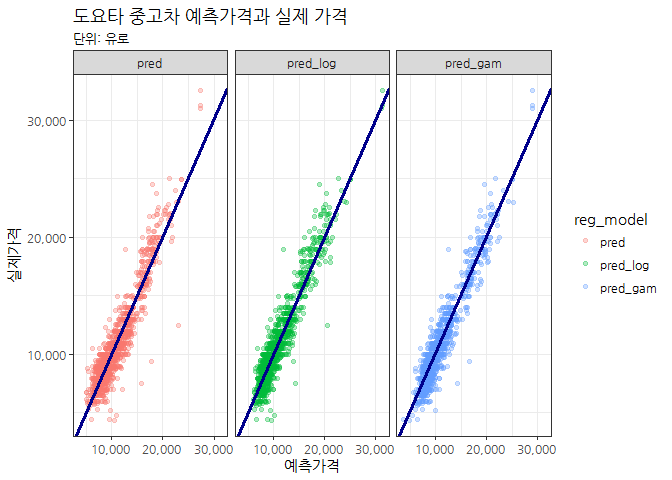 도요타 중고차 예측가격과 실제 가격
단위: 유로
pred
pred_log
pred_gam
30,000
20,000
10,000
실제가격
10,000 20,000 30,000
10,000 20,000 30,000
10,000 20,000 30,000
예측가격
reg_model
pred
pred_log
pred_gam